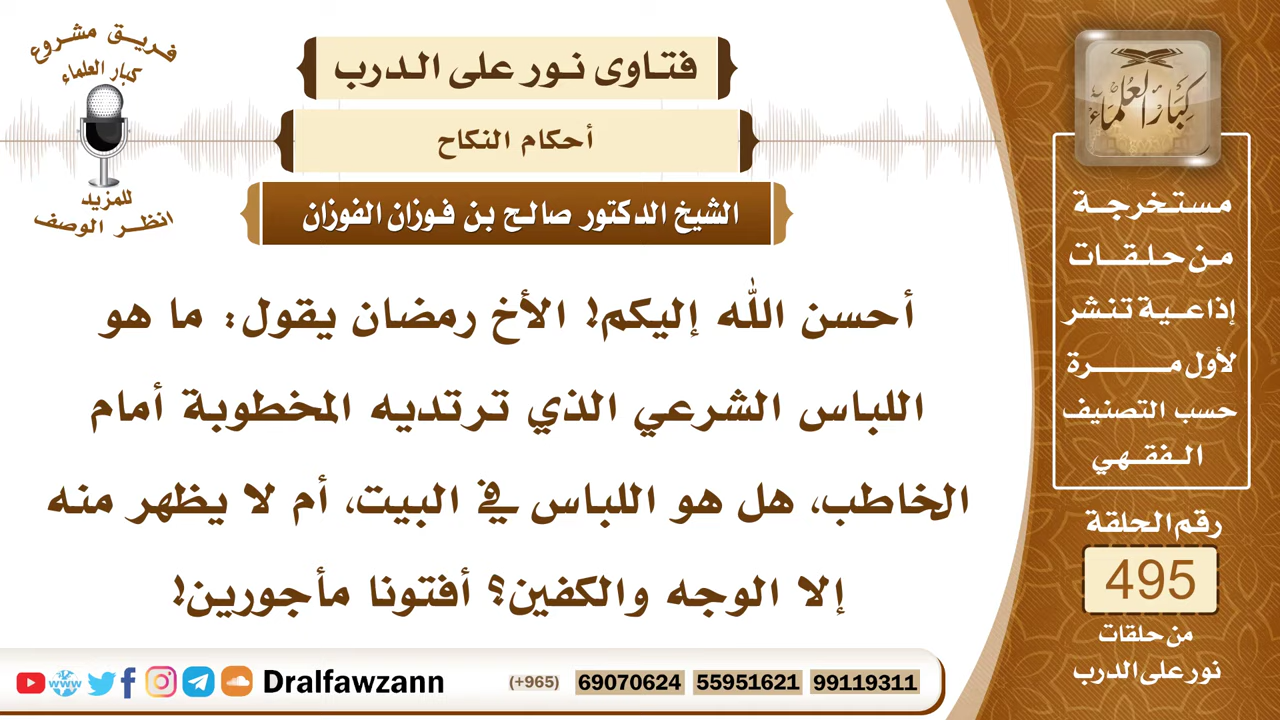 فريق مشروع
كبار العلماء
للمزيد
انظر الوصف
فتاوى نور على الدرب
أحكام النكاح
الشيخ الدكتور صالح بن فوزان الفوزان
أحسن الله إليكم! الأخ رمضان يقول: ما هو
اللباس الشرعي الذي ترتديه المخطوبة أمام
الخاطب، هل هو اللباس في البيت، أم لا يظهر منه
إلا الوجه والكفين؟ أفتونا مأجورين!
كبار العلماء
مستخرجة
من حلقات
إذاعية تنشر
لأول مرة
حسب التصنيف
الفقهي
رقم الحلقة
495
من حلقات
نور على الدرب
www Dralfawzann (+965) 69070624 55951621 99119311